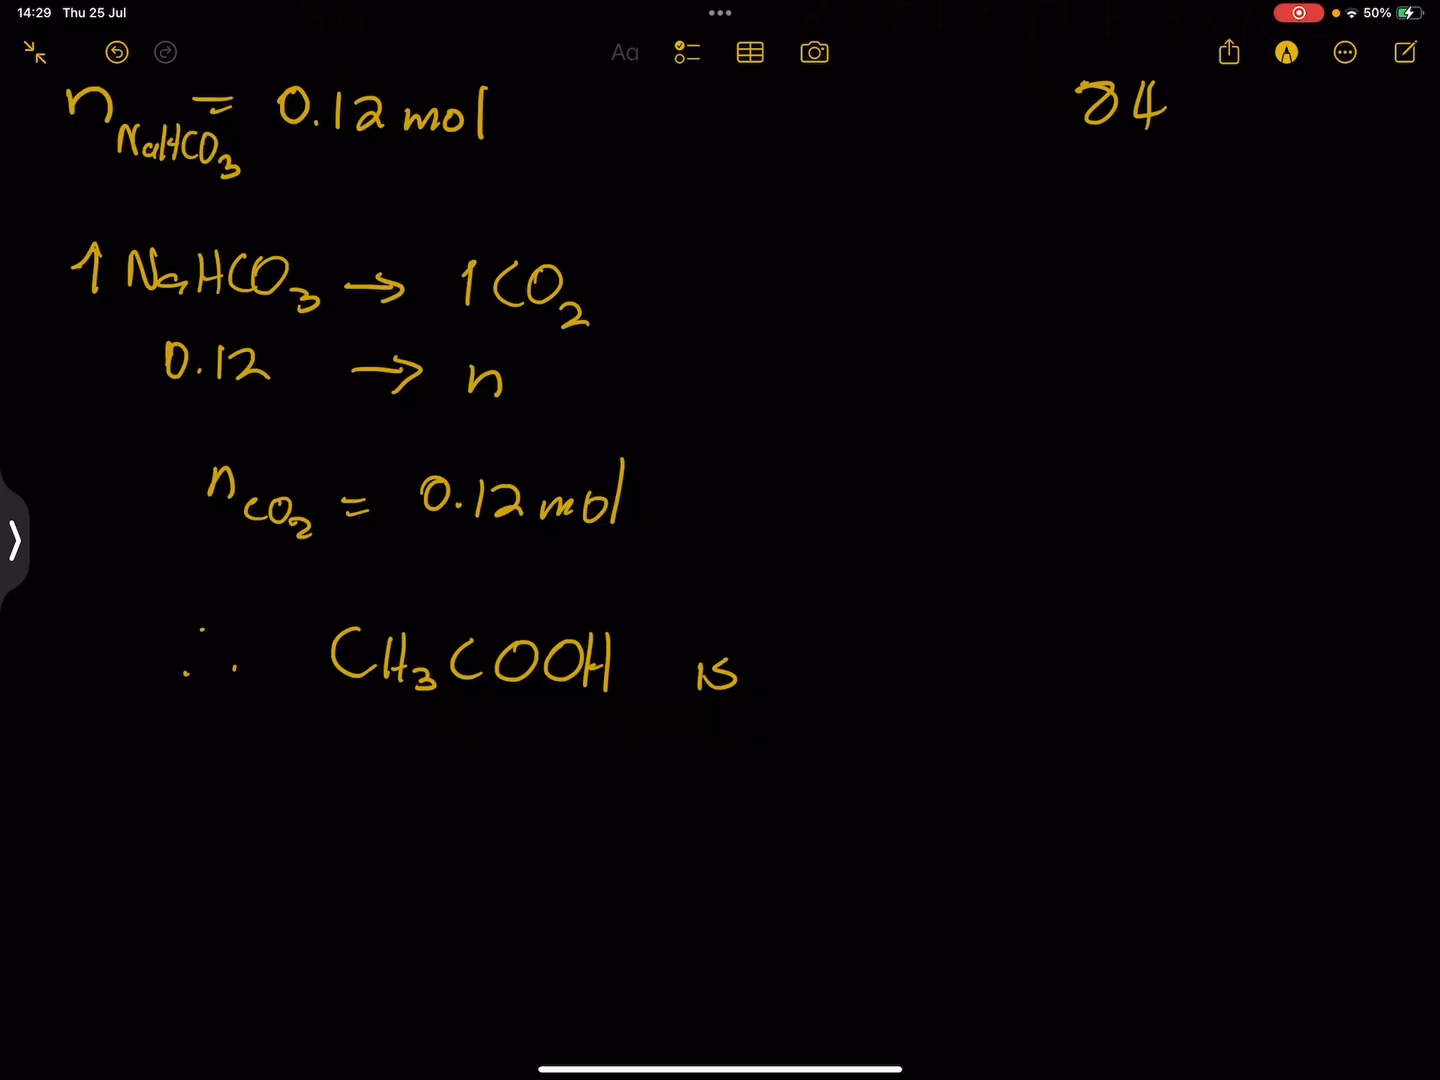 14:29 Thu 25 Jul
50%
Aa
n NaHCO₃ = 0.12 mol
84
1 NaHCO₃ → 1 CO₂
0.12 → n
n CO₂ = 0.12 mol
∴ CH₃COOH is